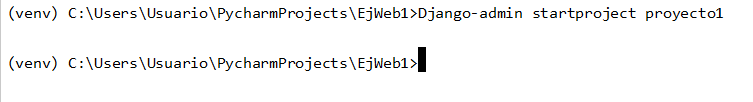 (venv) C:\Users\Usuario\PycharmProjects\EjWeb1>Django-admin startproject proyecto1
(venv) C:\Users\Usuario\PycharmProjects\EjWeb1>